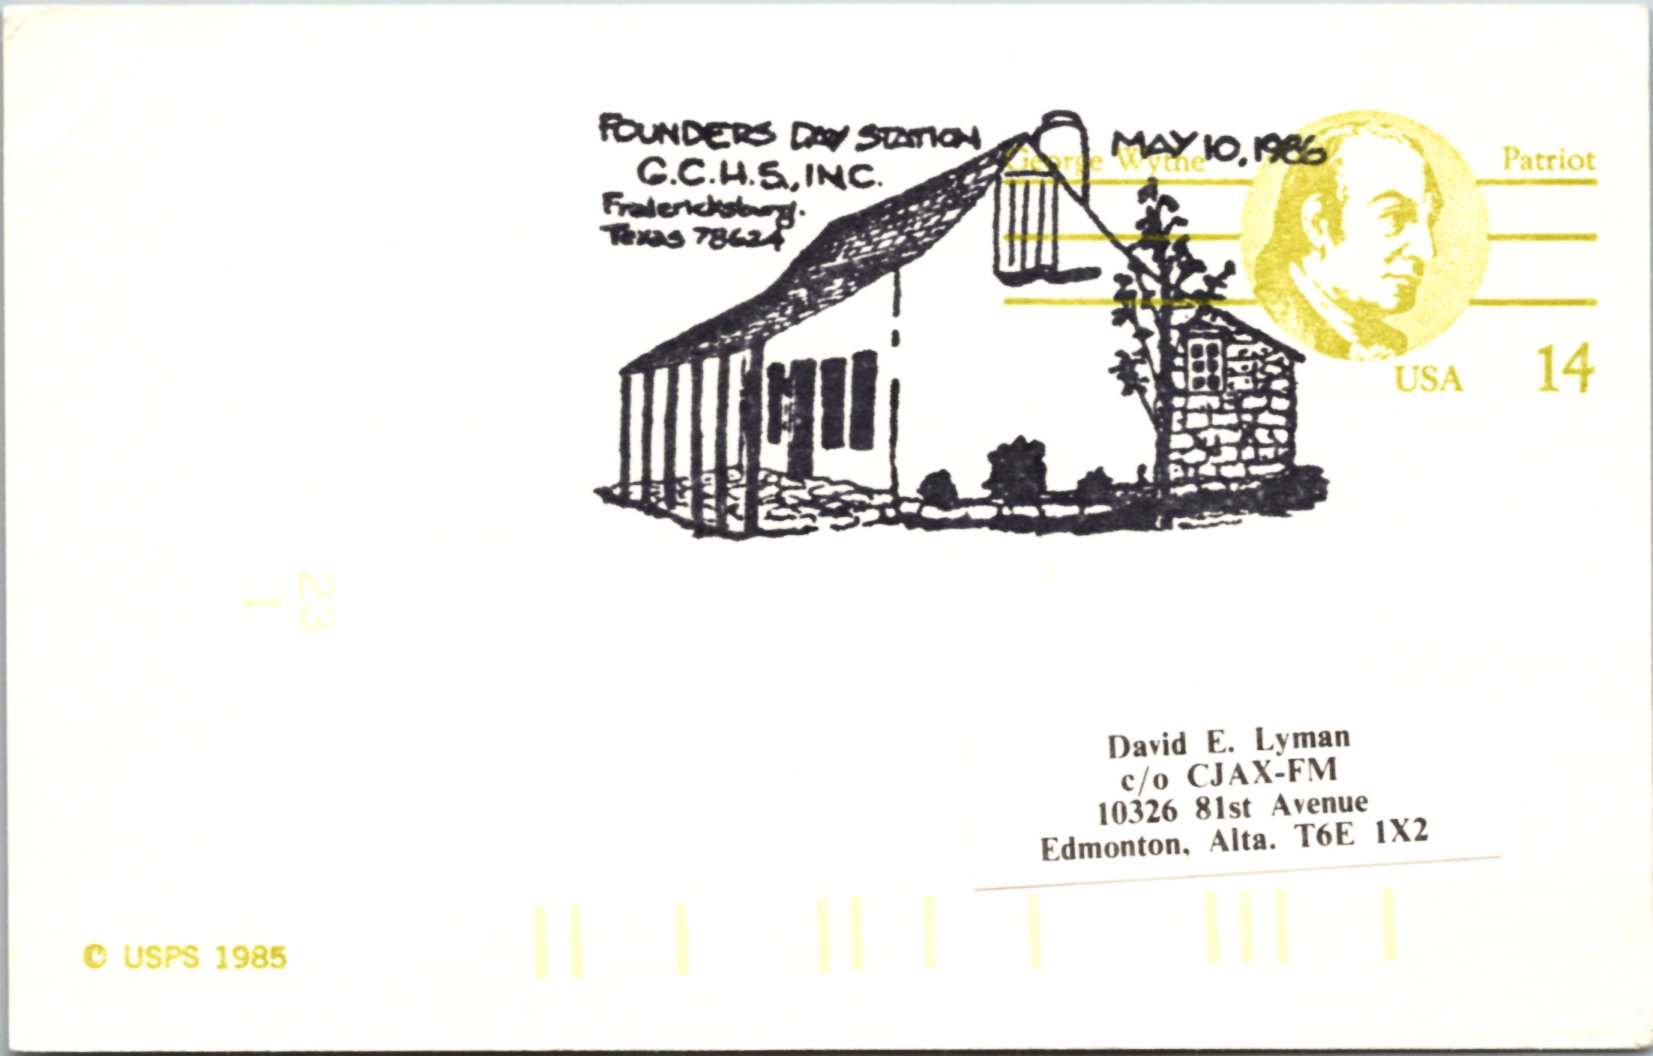 FOUNDERS DAY STATION
G.C.H.S., INC.
Fredericksburg.
Texas 78624
MAY 10, 1986
George Wythe
Patriot
USA 14
23
1
David E. Lyman
c/o CJAX-FM
10326 81st Avenue
Edmonton, Alta. T6E 1X2
© USPS 1985